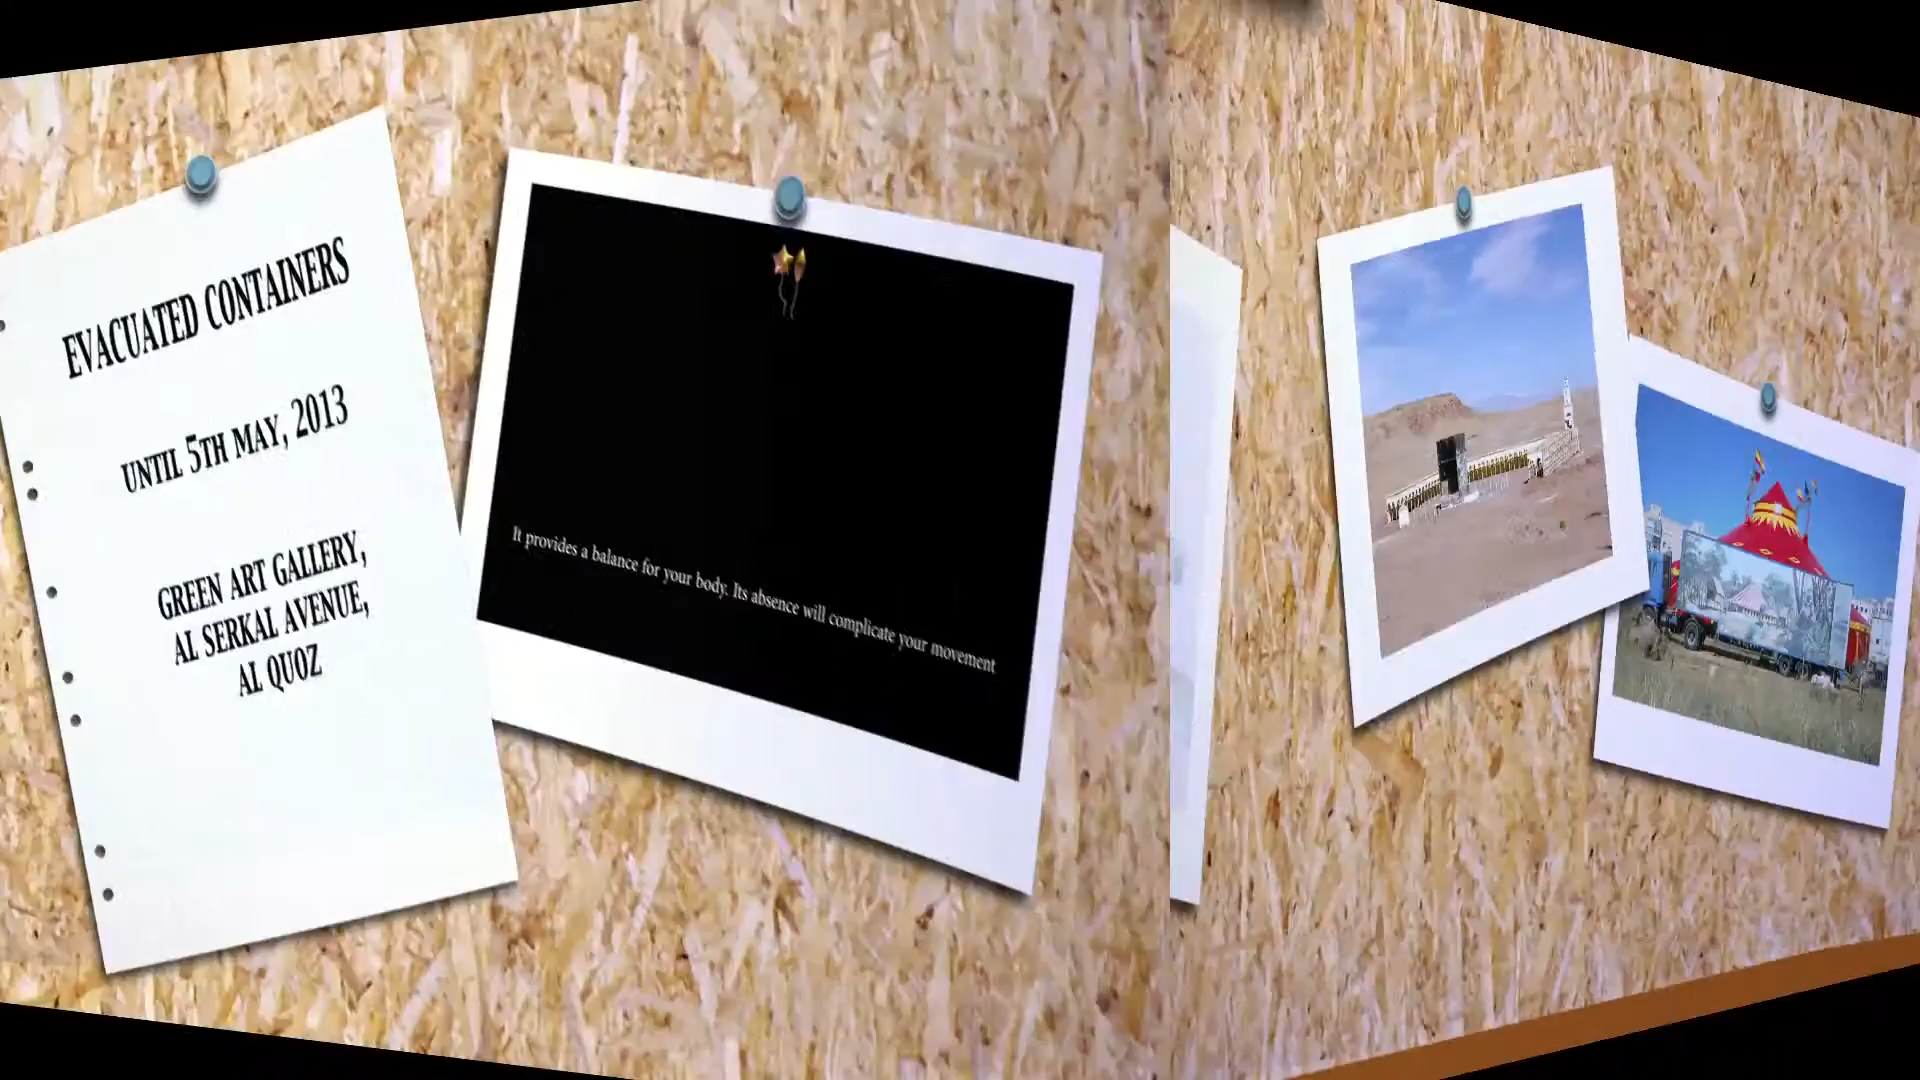 EVACUATED CONTAINERS
UNTIL 5TH MAY, 2013
GREEN ART GALLERY,
AL SERKAL AVENUE,
AL QUOZ
It provides a balance for your body. Its absence will complicate your movement